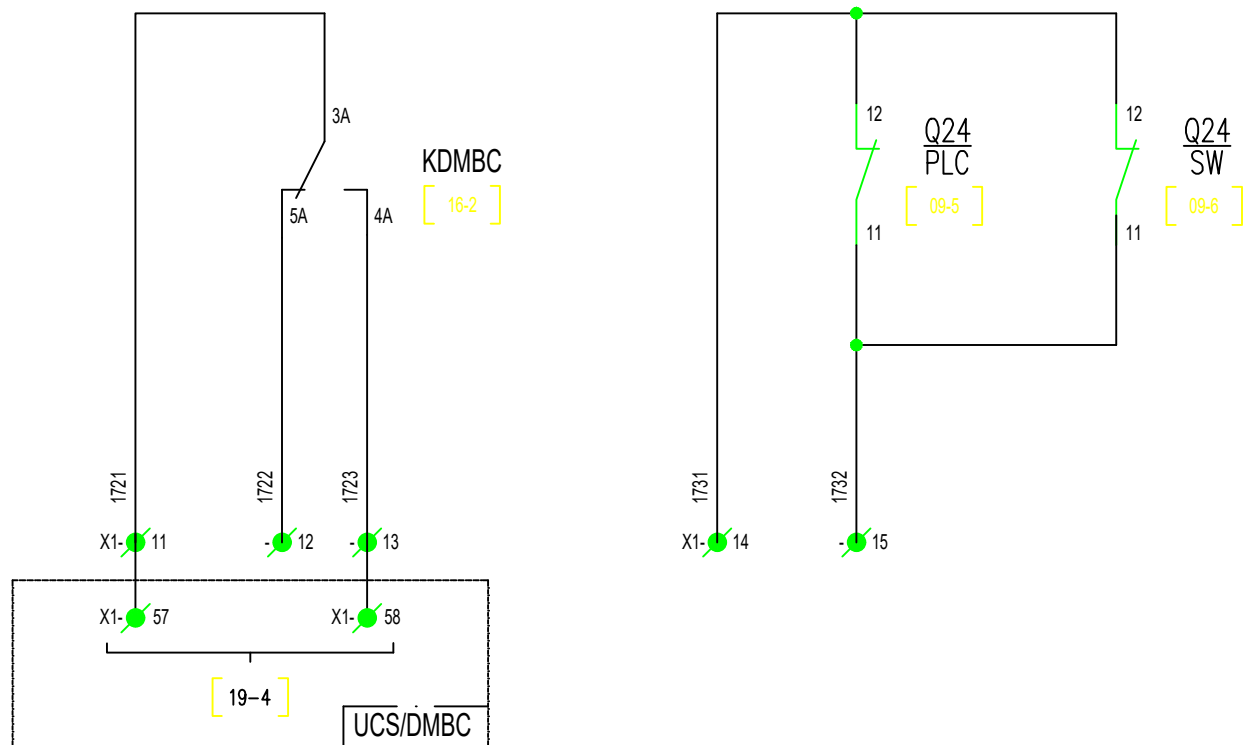 3A
KDMBC
16-2
5A
4A
1721
1722
1723
X1- 11
- 12
- 13
X1- 57
X1- 58
19-4
UCS/DMBC
12
Q24
PLC
09-5
11
12
Q24
SW
09-6
11
1731
1732
X1- 14
- 15